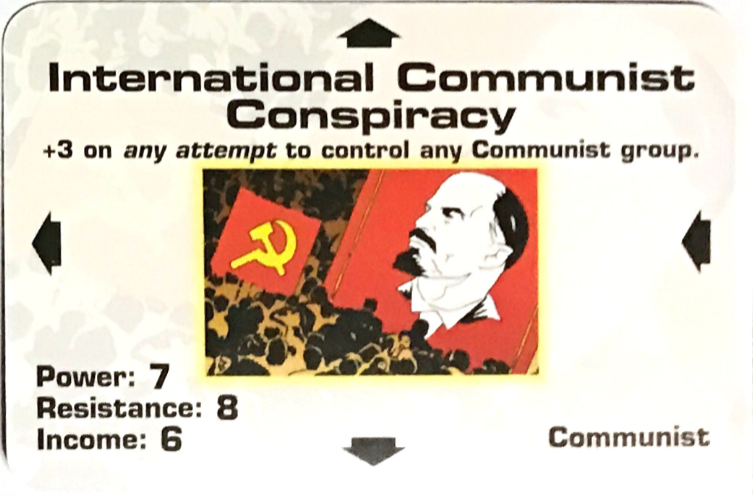 International Communist
Conspiracy
+3 on any attempt to control any Communist group.
Power: 7
Resistance: 8
Income: 6
Communist